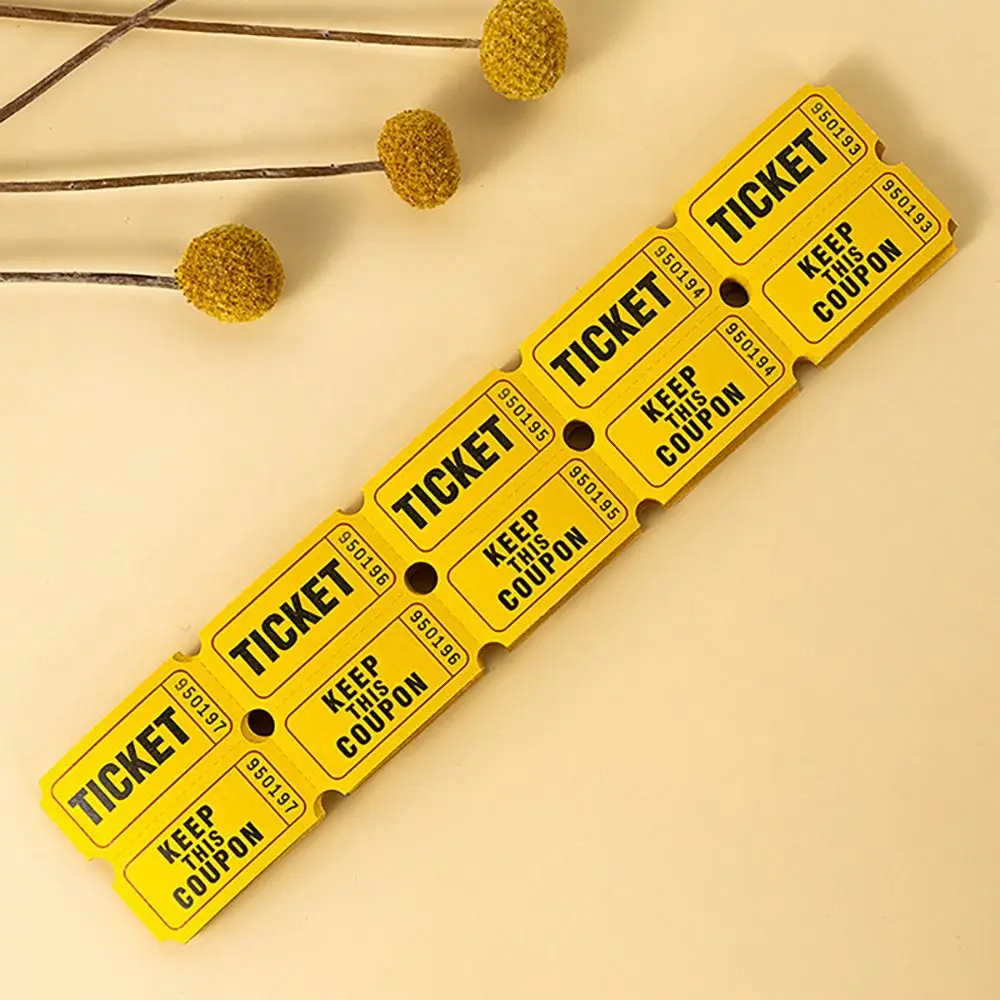 950193
TICKET
950193
KEEP
THIS
COUPON
950194
TICKET
950194
KEEP
THIS
COUPON
950195
TICKET
950195
KEEP
THIS
COUPON
950196
TICKET
950196
KEEP
THIS
COUPON
950197
TICKET
950197
KEEP
THIS
COUPON